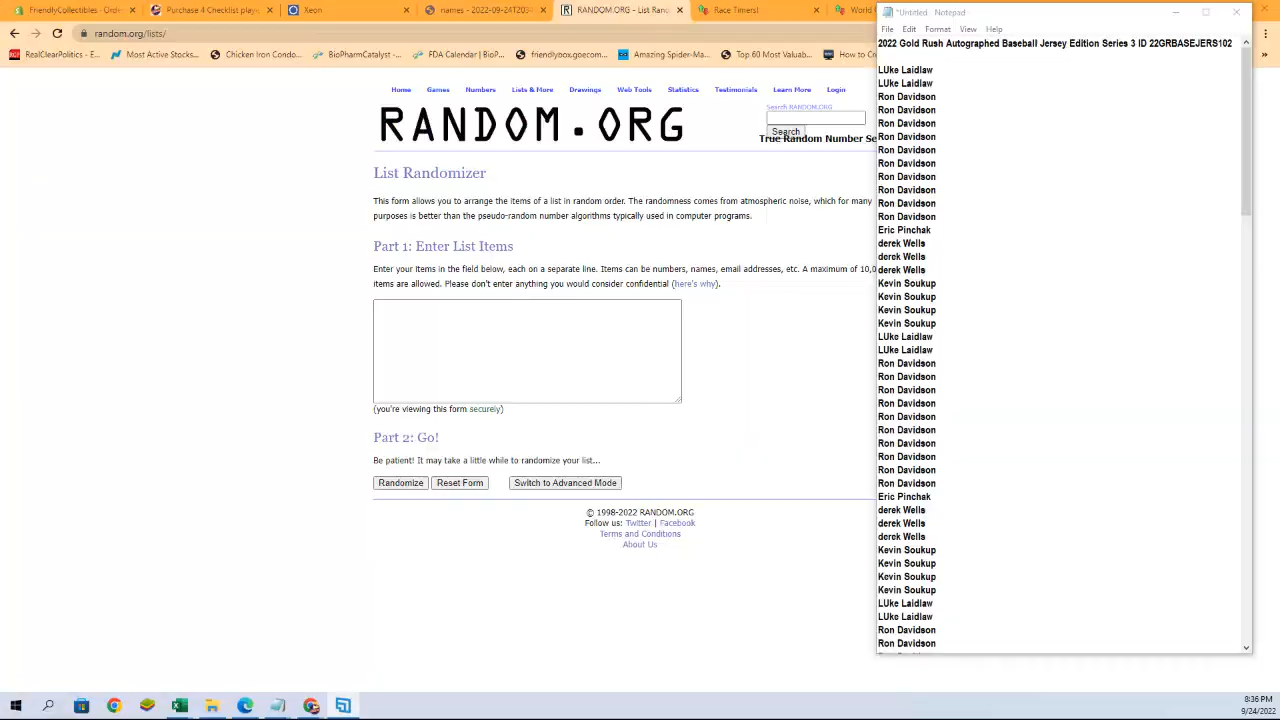 FriendlyCollectibles - Order
Purchase 4 Checklist playe
Xeon
names - 2022-09-17T205
RANDOM.ORG - List Rand
Race Timers!
World
random.org/lists/
RealClearPolitics - O...
Most Active Stocks
Catalyst -...
FDA Calendar | BioP...
friendly costgoecom...
Amazing Spider-Ma...
Top 60 Most Valuab...
Home Games Numbers Lists & More Drawings Web Tools Statistics Testimonials Learn More Login
RANDOM.ORG
Search RANDOM.ORG
Search
True Random Number Se
List Randomizer
This form allows you to arrange the items of a list in random order. The randomness comes from atmospheric noise, which for many
purposes is better than the pseudo-random number algorithms typically used in computer programs.
Part 1: Enter List Items
Enter your items in the field below, each on a separate line. Items can be numbers, names, email addresses, etc. A maximum of 10,0
items are allowed. Please don't enter anything you would consider confidential (here's why).
(you're viewing this form securely)
Part 2: Go!
Be patient! It may take a little while to randomize your list...
Randomize Reset Form Switch to Advanced Mode
© 1998-2022 RANDOM.ORG
Follow us: Twitter | Facebook
Terms and Conditions
About Us
*Untitled - Notepad
File Edit Format View Help
2022 Gold Rush Autographed Baseball Jersey Edition Series 3 ID 22GRBASEJERS102
LUke Laidlaw
LUke Laidlaw
Ron Davidson
Ron Davidson
Ron Davidson
Ron Davidson
Ron Davidson
Ron Davidson
Ron Davidson
Ron Davidson
Ron Davidson
Ron Davidson
Eric Pinchak
derek Wells
derek Wells
derek Wells
Kevin Soukup
Kevin Soukup
Kevin Soukup
Kevin Soukup
LUke Laidlaw
LUke Laidlaw
Ron Davidson
Ron Davidson
Ron Davidson
Ron Davidson
Ron Davidson
Ron Davidson
Ron Davidson
Ron Davidson
Ron Davidson
Ron Davidson
Eric Pinchak
derek Wells
derek Wells
derek Wells
Kevin Soukup
Kevin Soukup
Kevin Soukup
Kevin Soukup
LUke Laidlaw
LUke Laidlaw
Ron Davidson
Ron Davidson
8:36 PM
9/24/2022